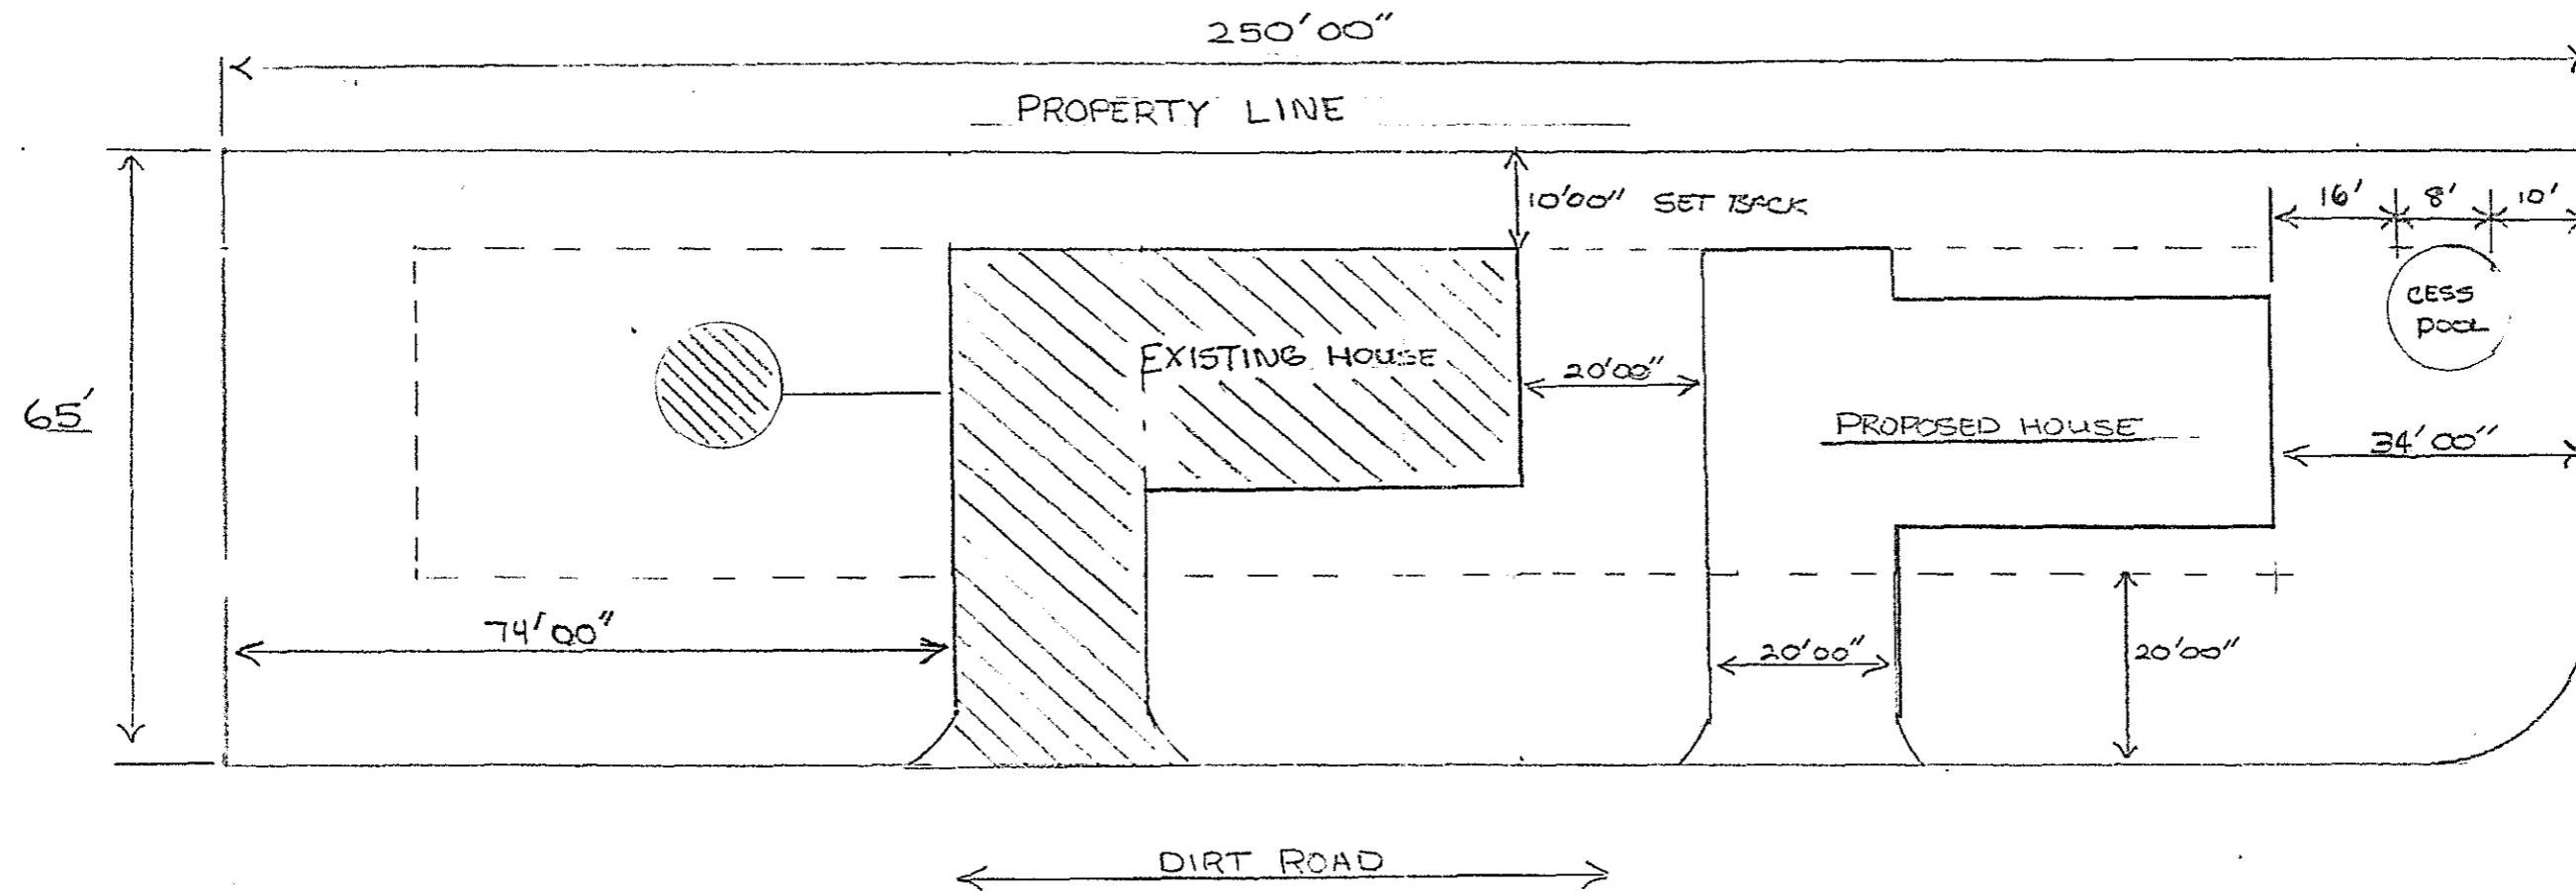 250'00"
PROPERTY LINE
10'00" SET BACK
16' 8' 10'
CESS
POOL
65'
EXISTING HOUSE
20'00"
PROPOSED HOUSE
34'00"
74'00"
20'00"
20'00"
DIRT ROAD